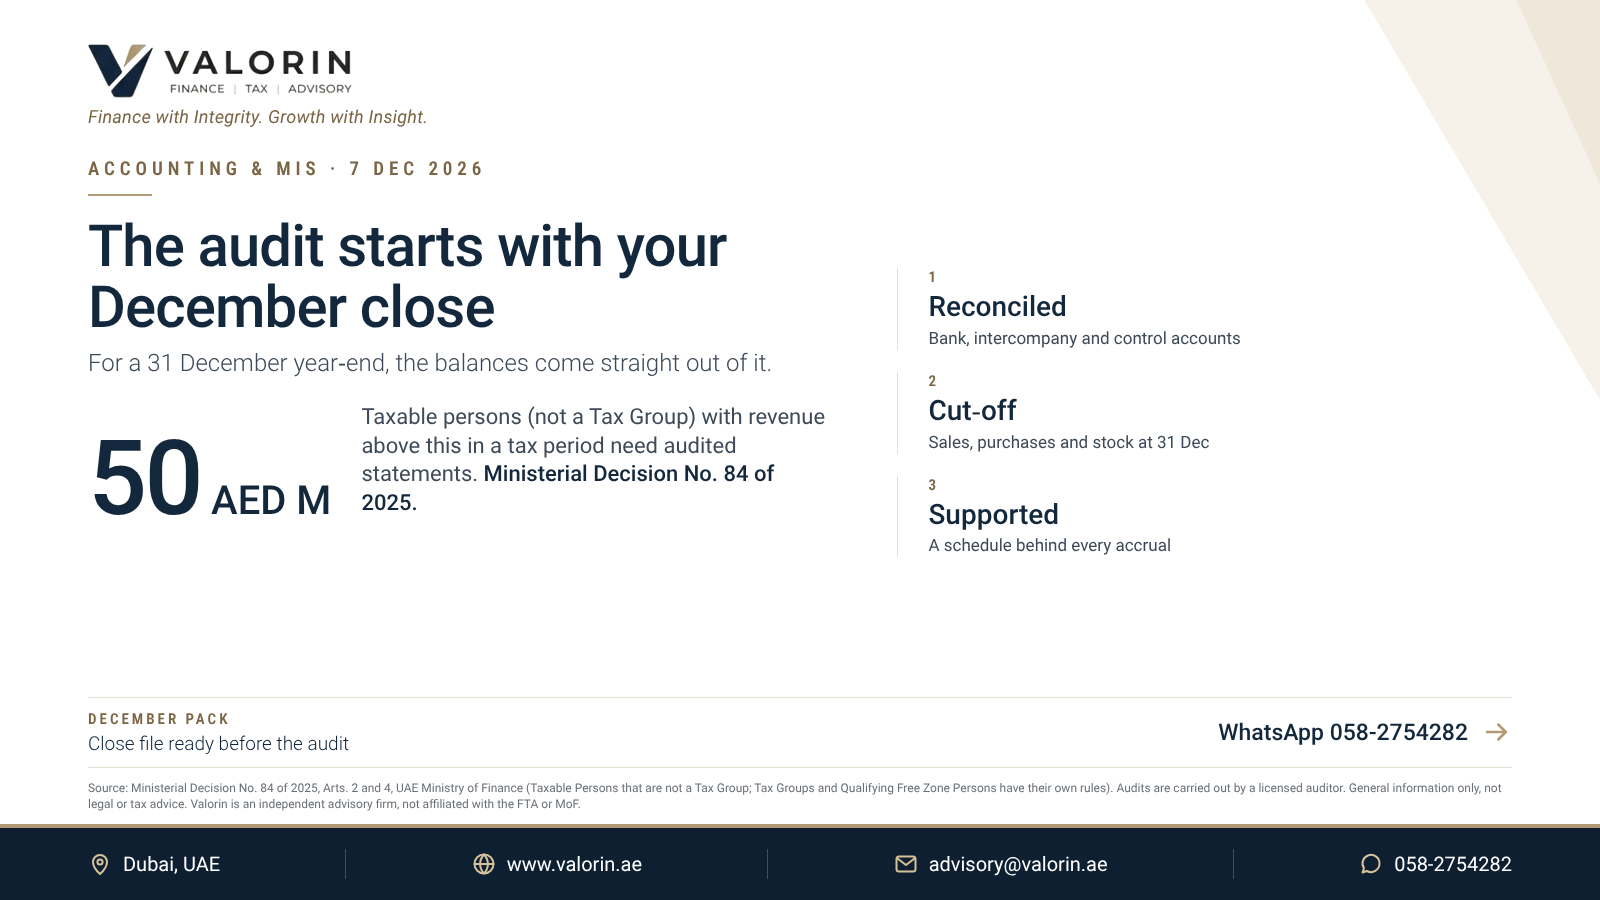 VALORIN
FINANCE | TAX | ADVISORY
Finance with Integrity. Growth with Insight.
ACCOUNTING & MIS · 7 DEC 2026
The audit starts with your
December close
For a 31 December year-end, the balances come straight out of it.
50 AED M
Taxable persons (not a Tax Group) with revenue
above this in a tax period need audited
statements. Ministerial Decision No. 84 of
2025.
1
Reconciled
Bank, intercompany and control accounts
2
Cut-off
Sales, purchases and stock at 31 Dec
3
Supported
A schedule behind every accrual
DECEMBER PACK
Close file ready before the audit
WhatsApp 058-2754282
Source: Ministerial Decision No. 84 of 2025, Arts. 2 and 4, UAE Ministry of Finance (Taxable Persons that are not a Tax Group; Tax Groups and Qualifying Free Zone Persons have their own rules). Audits are carried out by a licensed auditor. General information only, not
legal or tax advice. Valorin is an independent advisory firm, not affiliated with the FTA or MoF.
Dubai, UAE
www.valorin.ae
advisory@valorin.ae
058-2754282